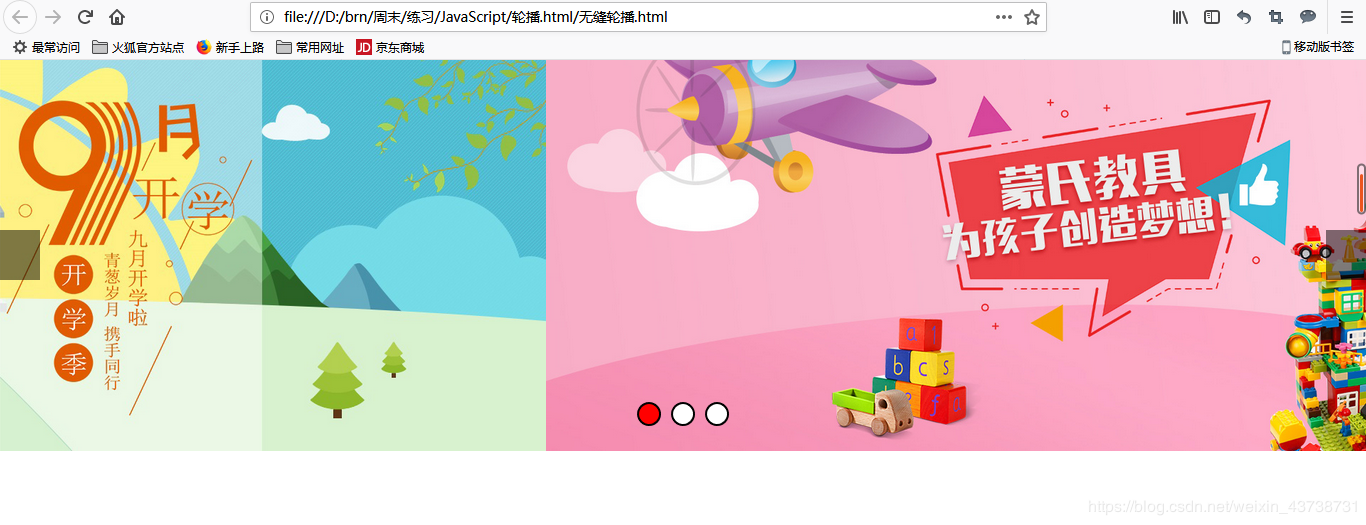 file:///D:/brn/周末/练习/JavaScript/轮播.html/无缝轮播.html
最常访问 火狐官方站点 新手上路 常用网址 JD 京东商城 移动版书签
9月
开学
九月开学啦
青葱岁月 携手同行
开学季
蒙氏教具
为孩子创造梦想!
a l
b c s
f a
https://blog.csdn.net/weixin_43738731